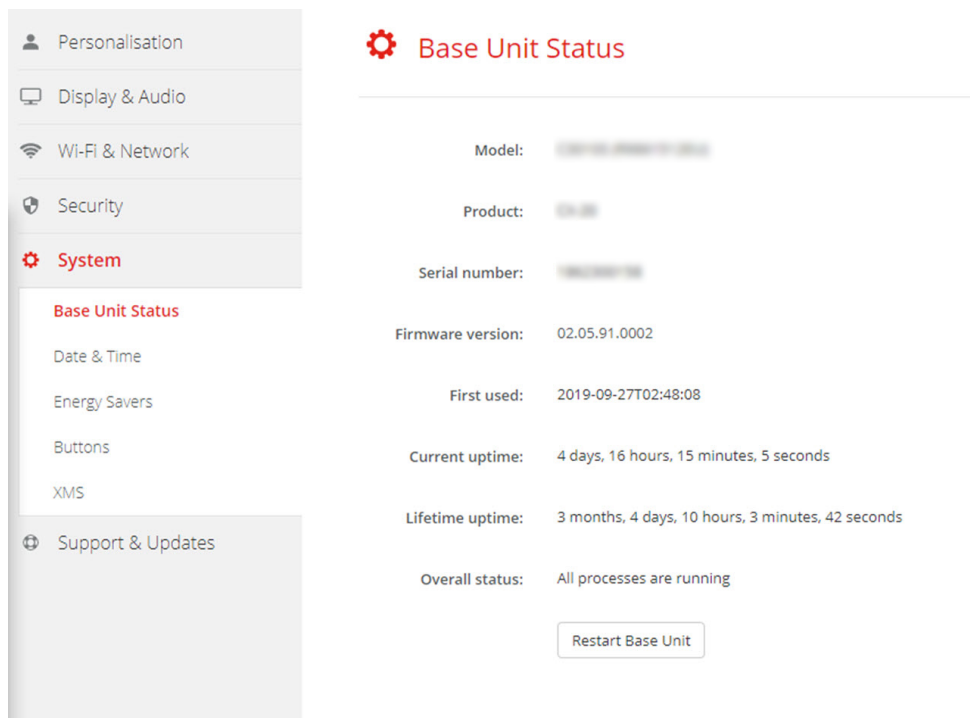 Personalisation
Display & Audio
Wi-Fi & Network
Security
System
Base Unit Status
Date & Time
Energy Savers
Buttons
XMS
Support & Updates
Base Unit Status
Model:
Product:
Serial number:
Firmware version: 02.05.91.0002
First used: 2019-09-27T02:48:08
Current uptime: 4 days, 16 hours, 15 minutes, 5 seconds
Lifetime uptime: 3 months, 4 days, 10 hours, 3 minutes, 42 seconds
Overall status: All processes are running
Restart Base Unit